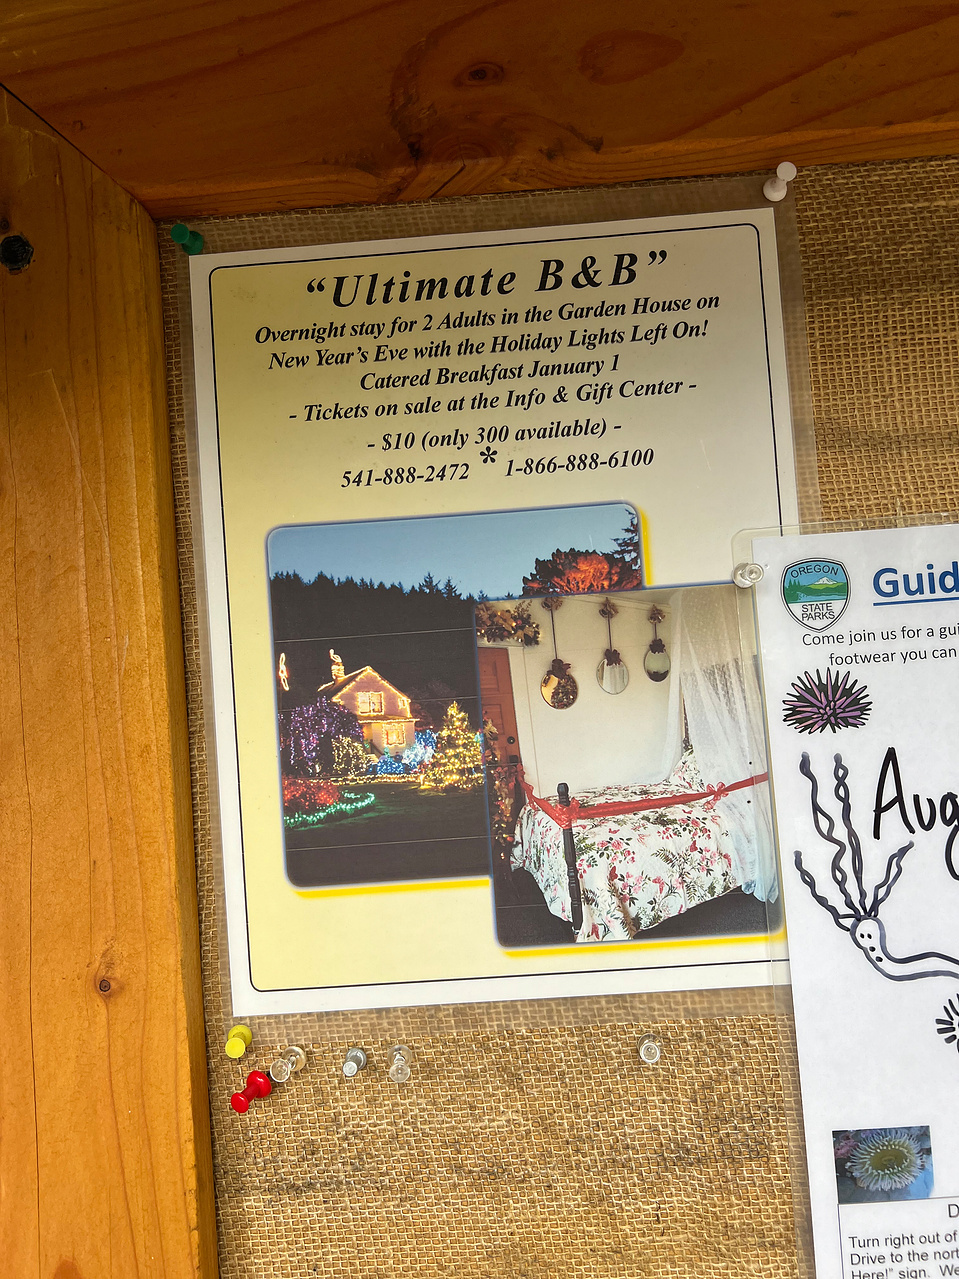 “Ultimate B&B”
Overnight stay for 2 Adults in the Garden House on
New Year’s Eve with the Holiday Lights Left On!
Catered Breakfast January 1
- Tickets on sale at the Info & Gift Center -
- $10 (only 300 available) -
541-888-2472 * 1-866-888-6100
OREGON
STATE
PARKS
Guid
Come join us for a gui
footwear you can
Aug
D
Turn right out of
Drive to the nort
Here!" sign. We